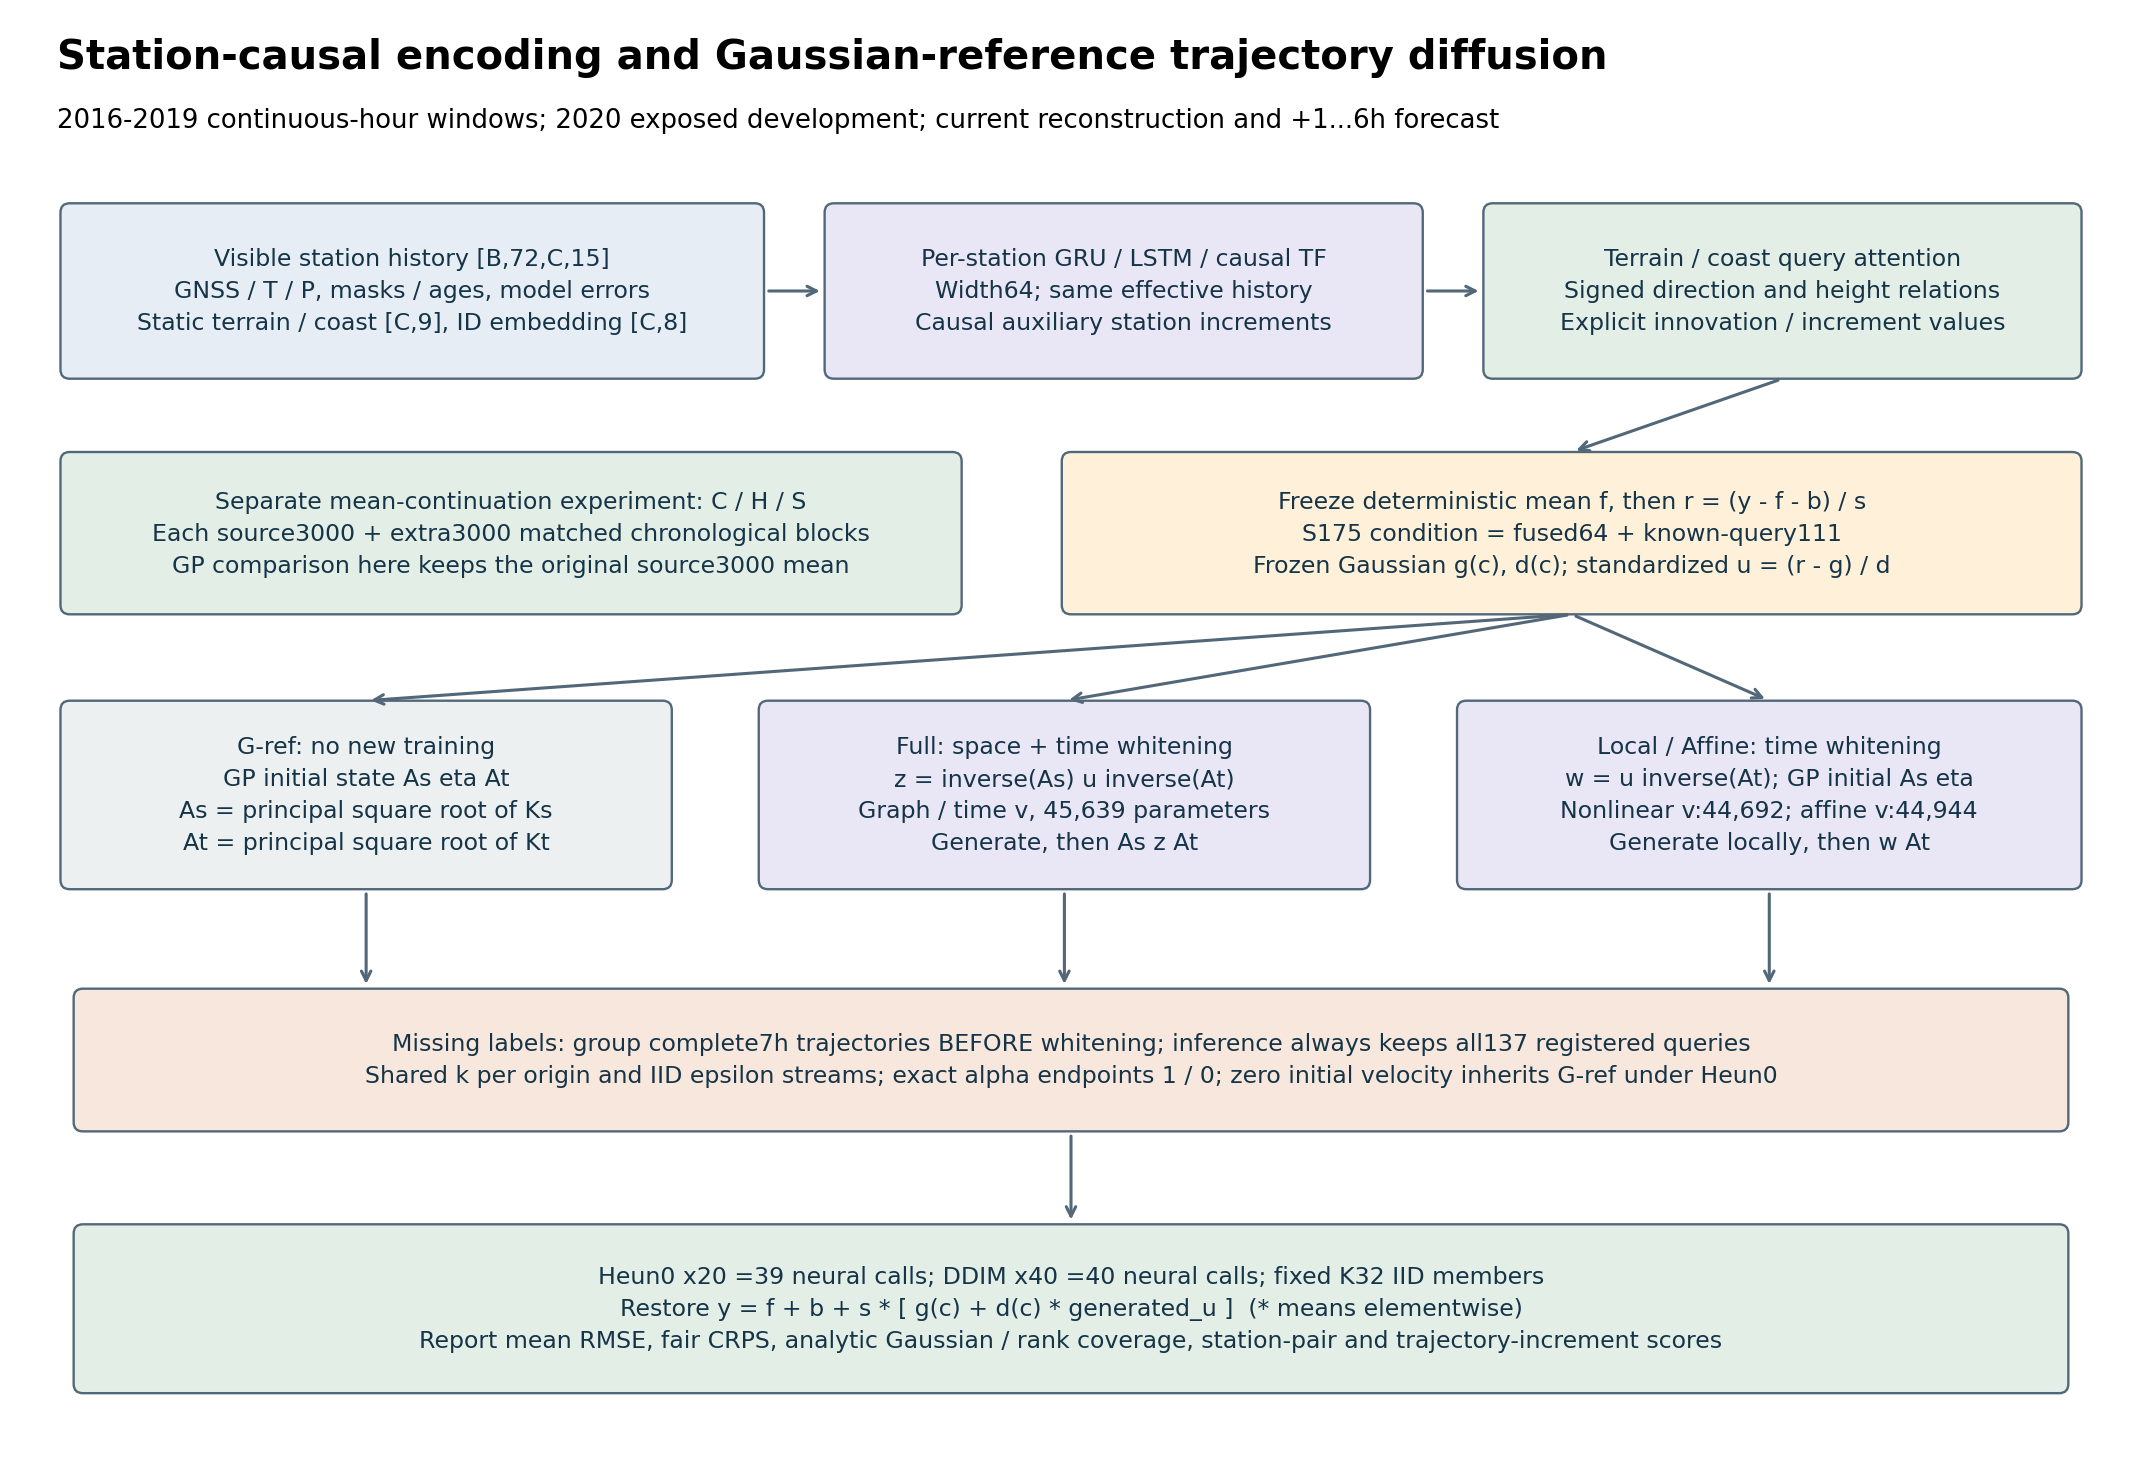 Station-causal encoding and Gaussian-reference trajectory diffusion
2016-2019 continuous-hour windows; 2020 exposed development; current reconstruction and +1...6h forecast
Visible station history [B,72,C,15]
GNSS / T / P, masks / ages, model errors
Static terrain / coast [C,9], ID embedding [C,8]
Per-station GRU / LSTM / causal TF
Width64; same effective history
Causal auxiliary station increments
Terrain / coast query attention
Signed direction and height relations
Explicit innovation / increment values
Separate mean-continuation experiment: C / H / S
Each source3000 + extra3000 matched chronological blocks
GP comparison here keeps the original source3000 mean
Freeze deterministic mean f, then r = (y - f - b) / s
S175 condition = fused64 + known-query111
Frozen Gaussian g(c), d(c); standardized u = (r - g) / d
G-ref: no new training
GP initial state As eta At
As = principal square root of Ks
At = principal square root of Kt
Full: space + time whitening
z = inverse(As) u inverse(At)
Graph / time v, 45,639 parameters
Generate, then As z At
Local / Affine: time whitening
w = u inverse(At); GP initial As eta
Nonlinear v:44,692; affine v:44,944
Generate locally, then w At
Missing labels: group complete7h trajectories BEFORE whitening; inference always keeps all137 registered queries
Shared k per origin and IID epsilon streams; exact alpha endpoints 1 / 0; zero initial velocity inherits G-ref under Heun0
Heun0 x20 =39 neural calls; DDIM x40 =40 neural calls; fixed K32 IID members
Restore y = f + b + s * [ g(c) + d(c) * generated_u ]  (* means elementwise)
Report mean RMSE, fair CRPS, analytic Gaussian / rank coverage, station-pair and trajectory-increment scores